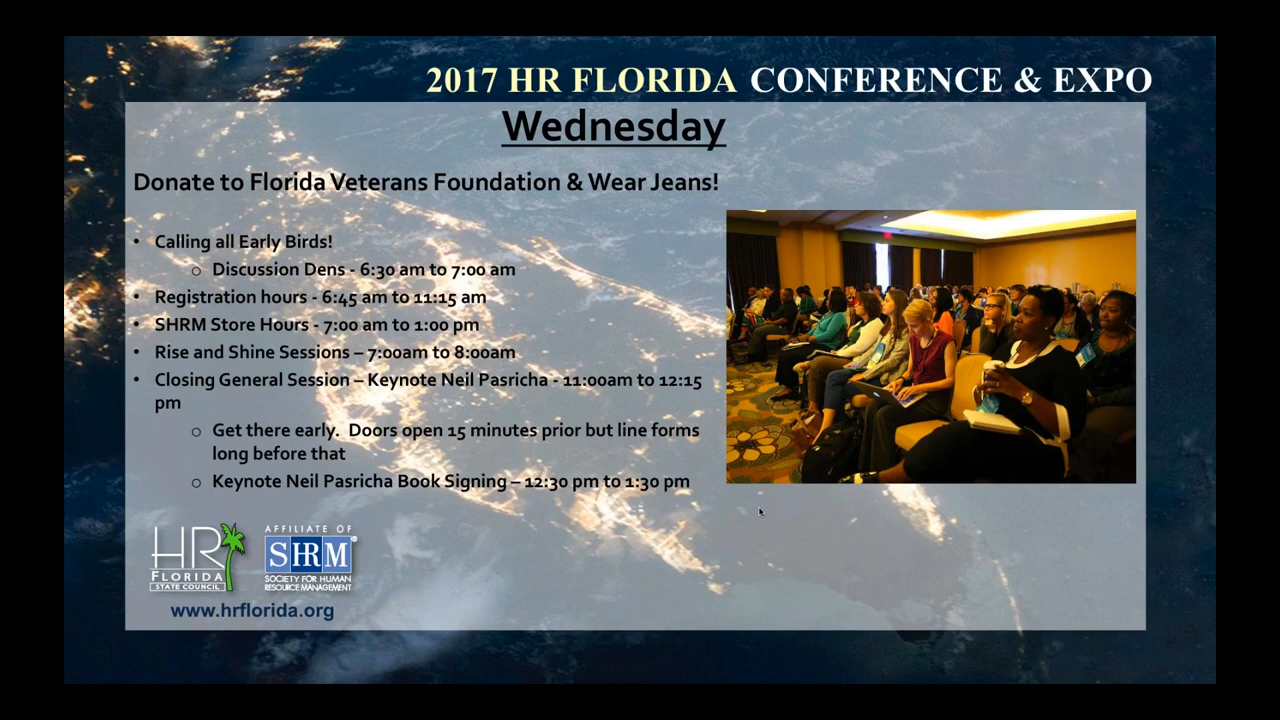 2017 HR FLORIDA CONFERENCE & EXPO
Wednesday
Donate to Florida Veterans Foundation & Wear Jeans!
• Calling all Early Birds!
o Discussion Dens - 6:30 am to 7:00 am
• Registration hours - 6:45 am to 11:15 am
• SHRM Store Hours - 7:00 am to 1:00 pm
• Rise and Shine Sessions – 7:00am to 8:00am
• Closing General Session – Keynote Neil Pasricha - 11:00am to 12:15
pm
o Get there early.  Doors open 15 minutes prior but line forms
long before that
o Keynote Neil Pasricha Book Signing – 12:30 pm to 1:30 pm
HR
FLORIDA
STATE COUNCIL
AFFILIATE OF
SHRM®
SOCIETY FOR HUMAN
RESOURCE MANAGEMENT
www.hrflorida.org